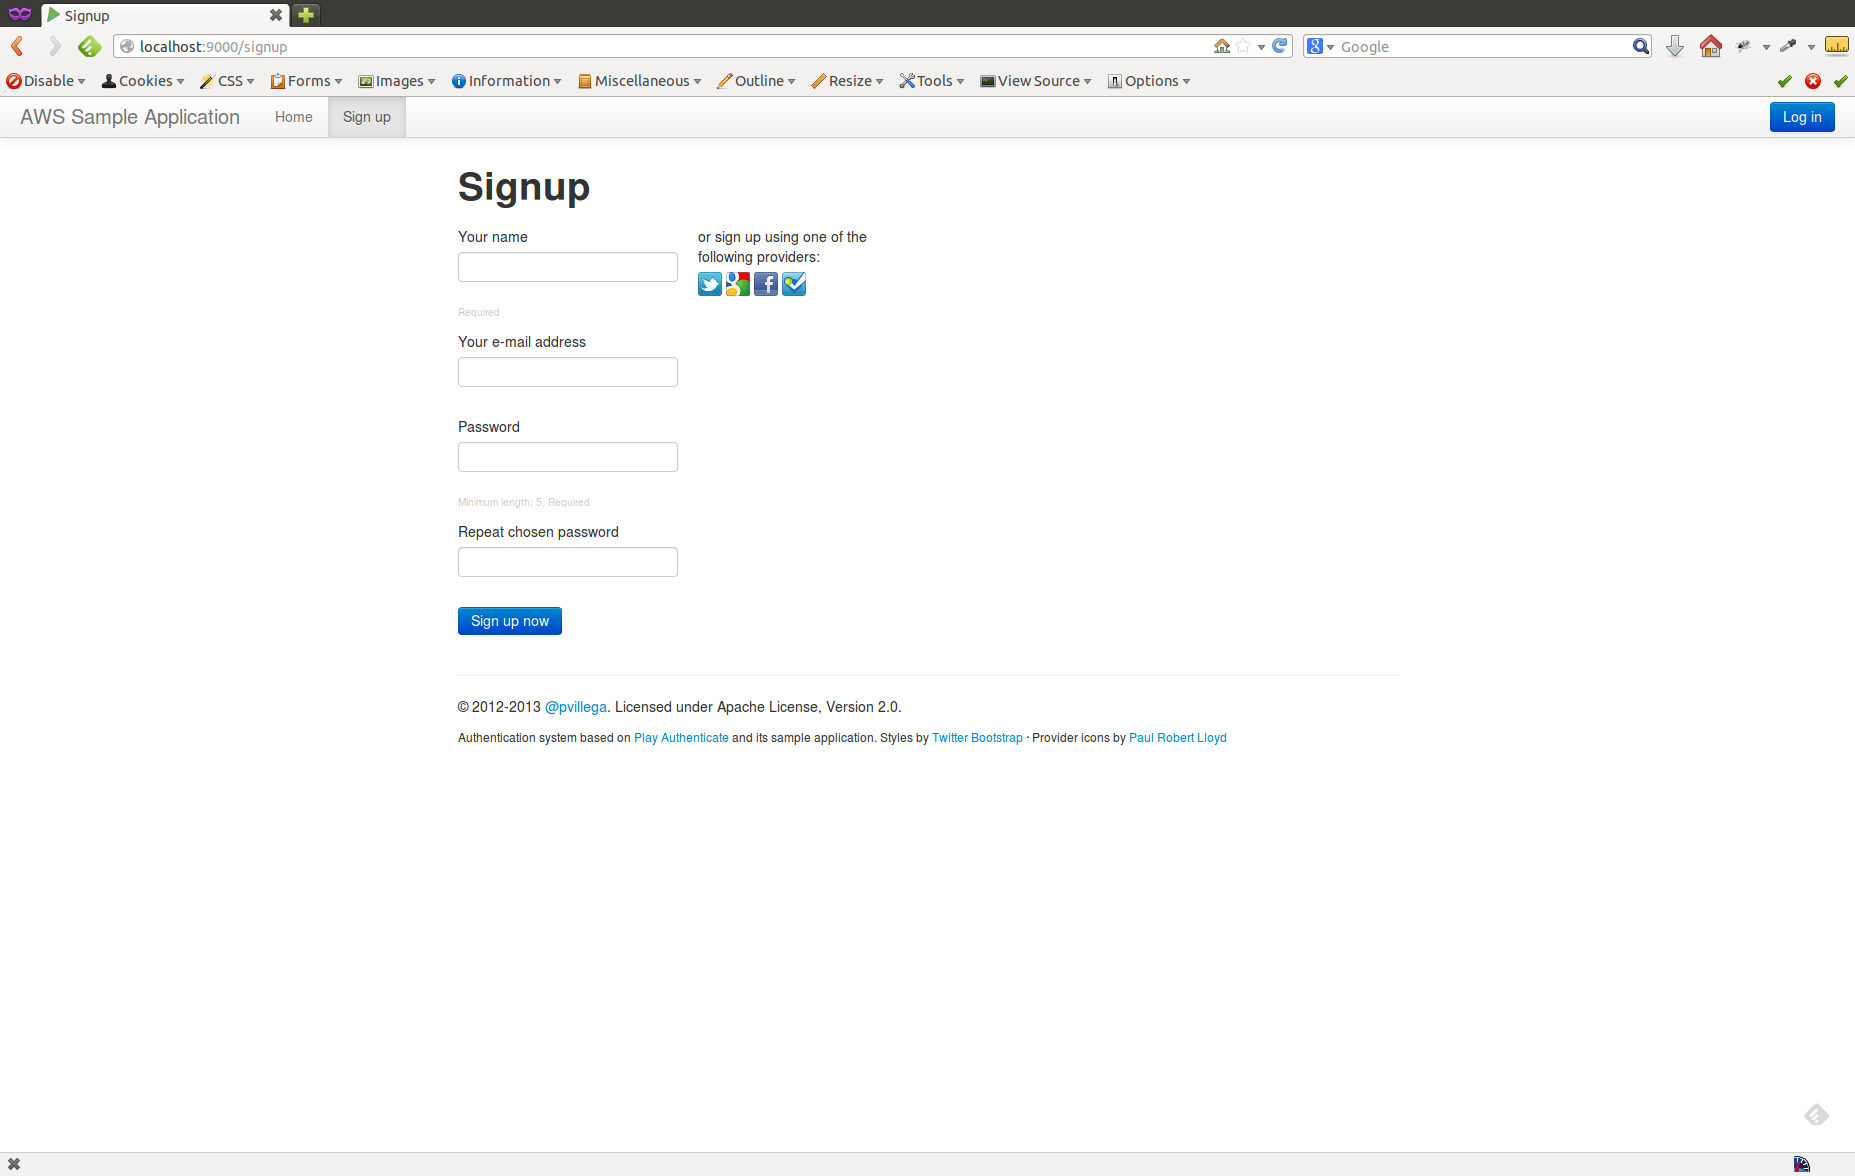 Signup
localhost:9000/signup
Google
Disable Cookies CSS Forms Images Information Miscellaneous Outline Resize Tools View Source Options
AWS Sample Application Home Sign up Log in
Signup
Your name
Required
Your e-mail address
Password
Minimum length: 5, Required
Repeat chosen password
Sign up now
or sign up using one of the
following providers:
© 2012-2013 @pvillega. Licensed under Apache License, Version 2.0.
Authentication system based on Play Authenticate and its sample application. Styles by Twitter Bootstrap · Provider icons by Paul Robert Lloyd